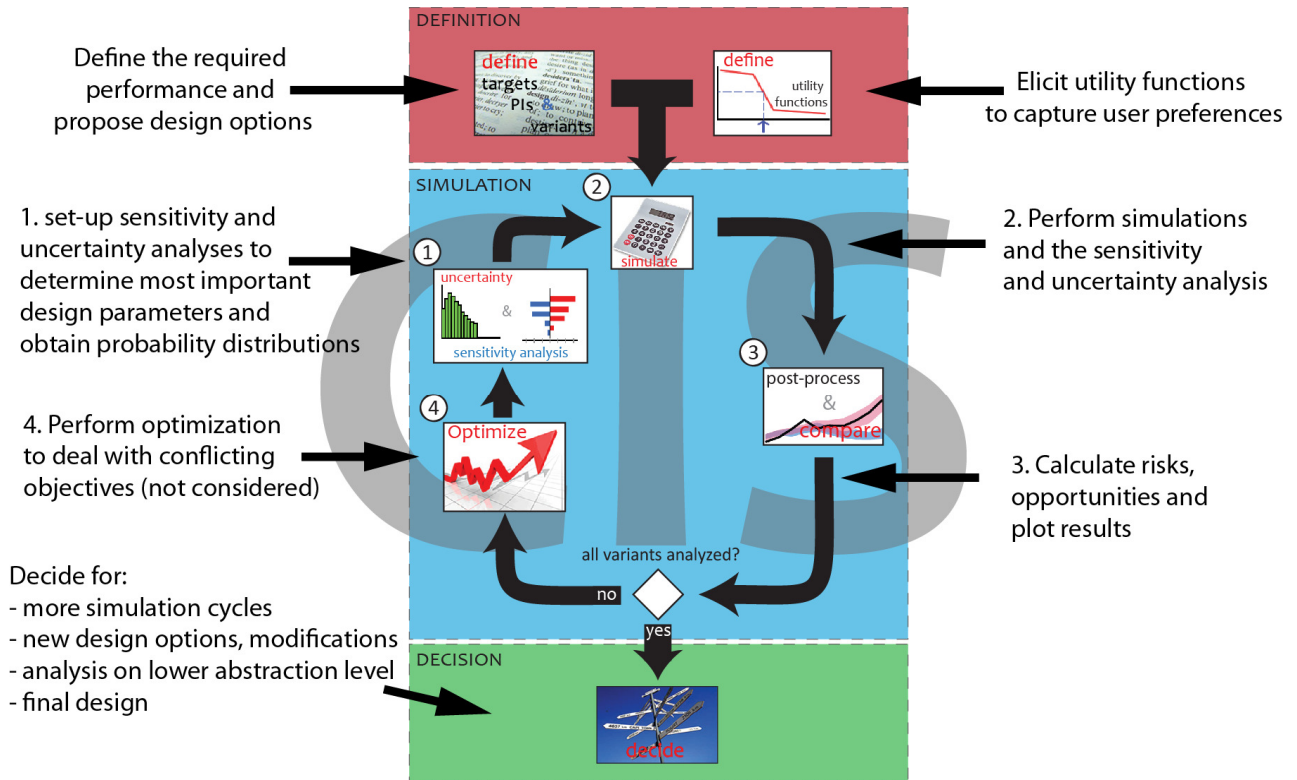 DEFINITION
Define the required
performance and
propose design options
define
targets
PIs &
variants
define
utility
functions
Elicit utility functions
to capture user preferences
SIMULATION
1. set-up sensitivity and
uncertainty analyses to
determine most important
design parameters and
obtain probability distributions
1
uncertainty
&
sensitivity analysis
2
simulate
2. Perform simulations
and the sensitivity
and uncertainty analysis
3
post-process
&
compare
3. Calculate risks,
opportunities and
plot results
4
Optimize
4. Perform optimization
to deal with conflicting
objectives (not considered)
CIS
all variants analyzed?
no
yes
Decide for:
- more simulation cycles
- new design options, modifications
- analysis on lower abstraction level
- final design
DECISION
decide